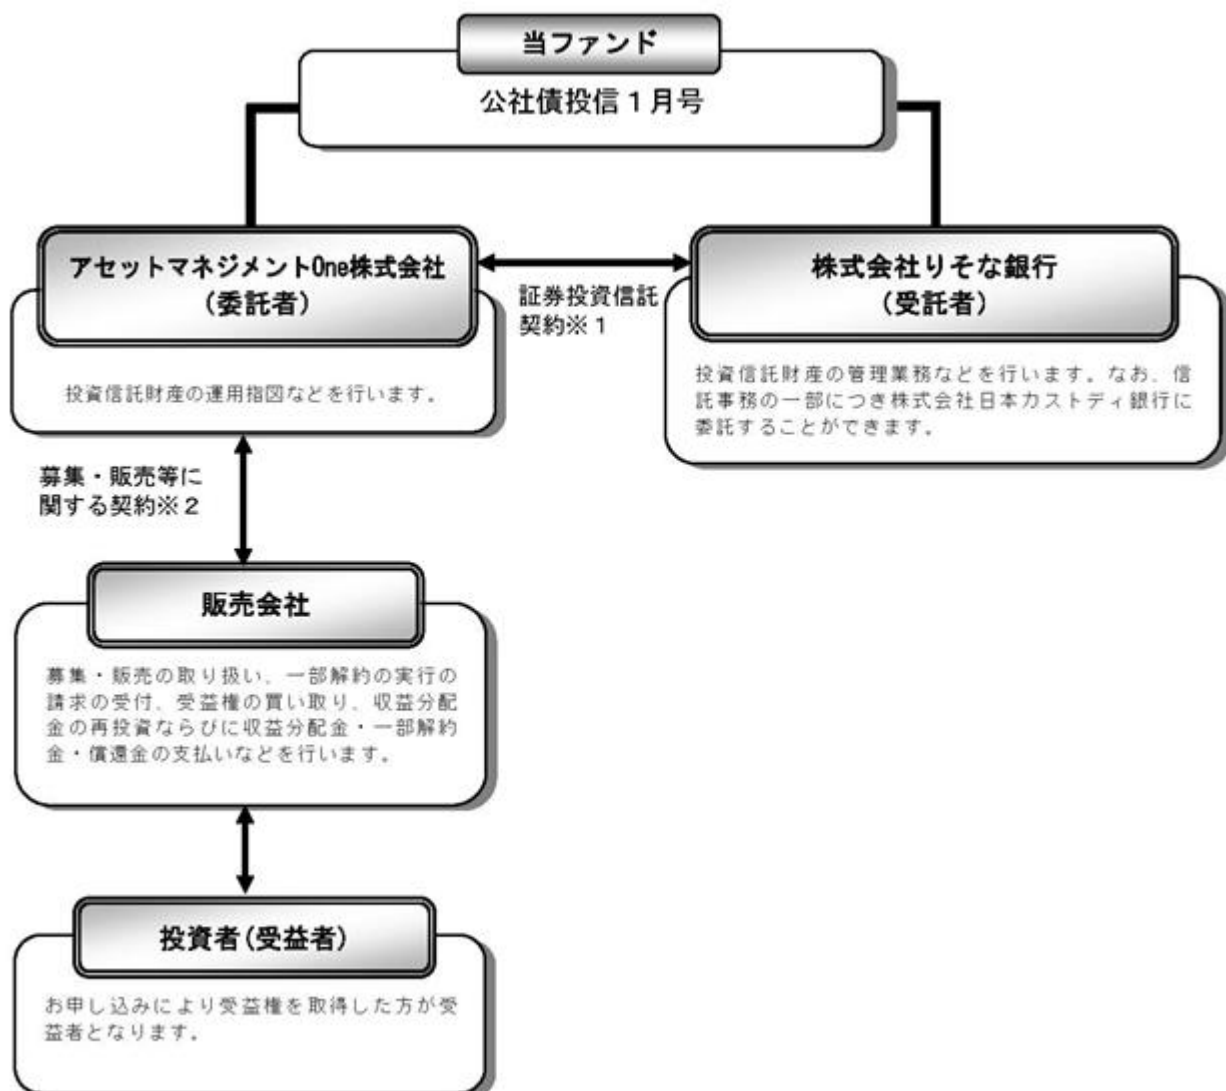 当ファンド
公社債投信１月号
アセットマネジメントOne株式会社
（委託者）
投資信託財産の運用指図などを行います。
証券投資信託
契約※１
株式会社りそな銀行
（受託者）
投資信託財産の管理業務などを行います。なお、信
託事務の一部につき株式会社日本カストディ銀行に
委託することができます。
募集・販売等に
関する契約※２
販売会社
募集・販売の取り扱い、一部解約の実行の
請求の受付、受益権の買い取り、収益分配
金の再投資ならびに収益分配金・一部解約
金・償還金の支払いなどを行います。
投資者(受益者)
お申し込みにより受益権を取得した方が受
益者となります。